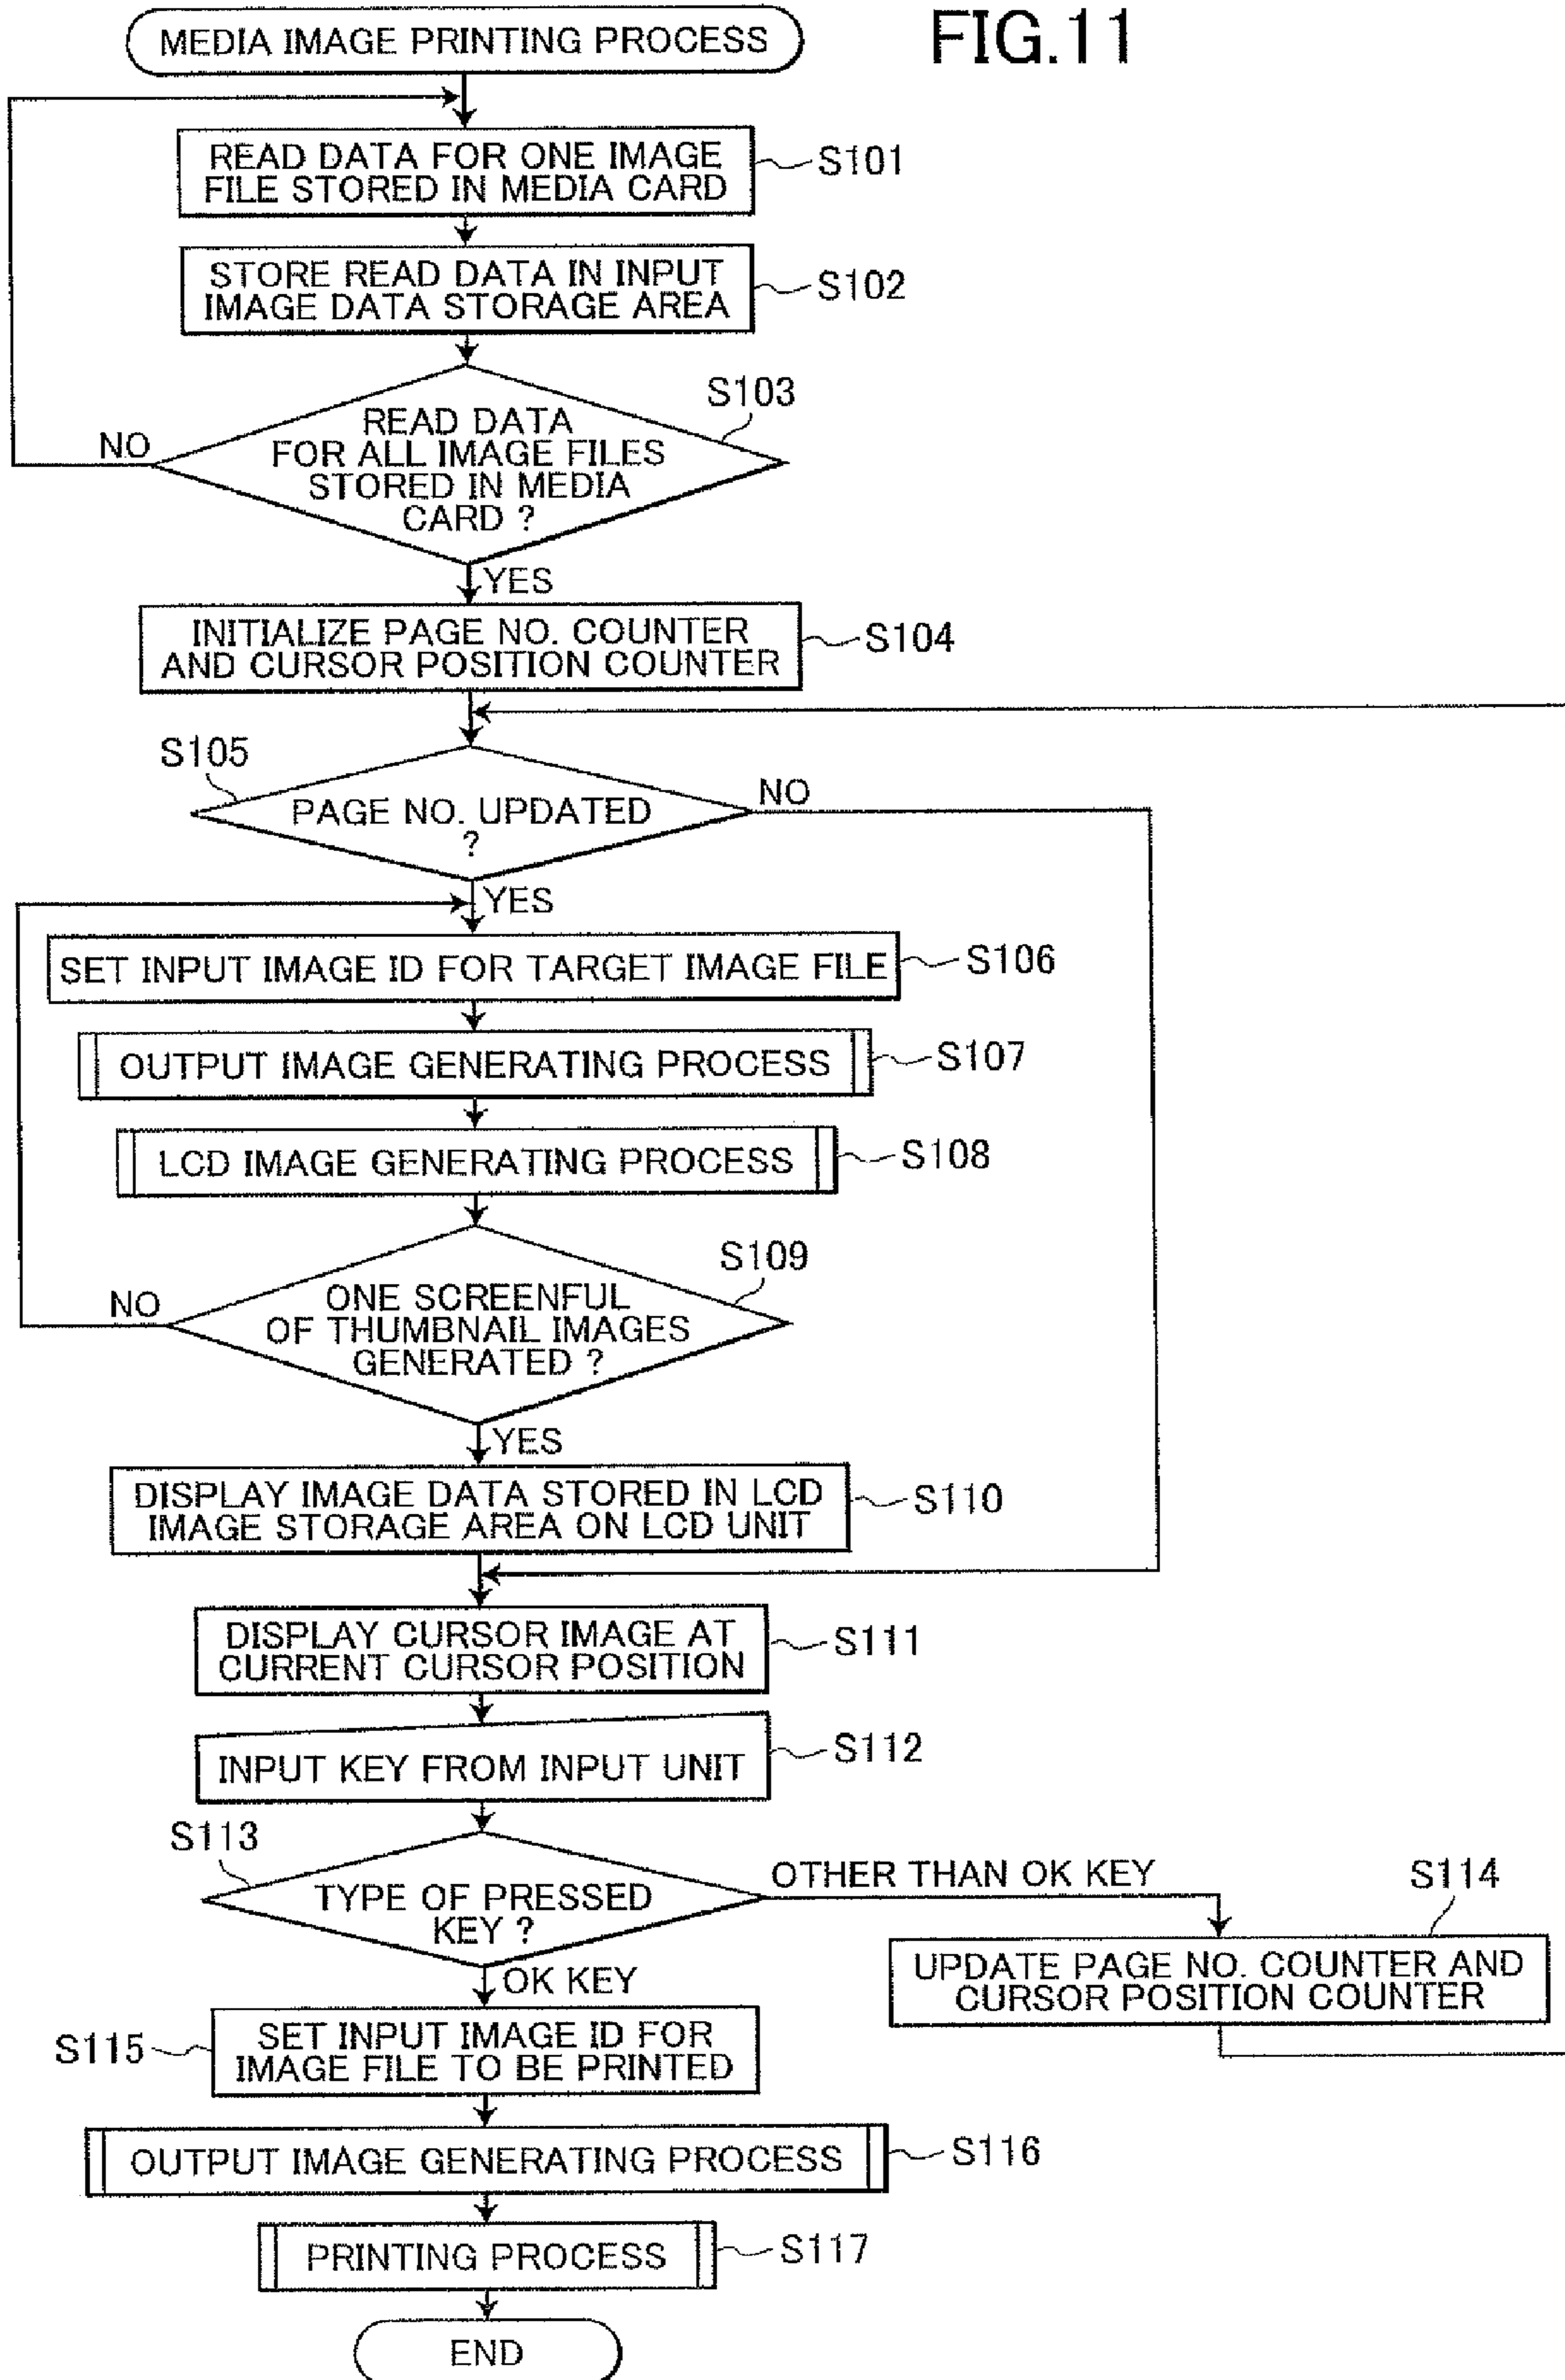 FIG.11
MEDIA IMAGE PRINTING PROCESS
READ DATA FOR ONE IMAGE
FILE STORED IN MEDIA CARD
S101
STORE READ DATA IN INPUT
IMAGE DATA STORAGE AREA
S102
S103
READ DATA
FOR ALL IMAGE FILES
STORED IN MEDIA
CARD ?
NO
YES
INITIALIZE PAGE NO. COUNTER
AND CURSOR POSITION COUNTER
S104
S105
PAGE NO. UPDATED
?
NO
YES
SET INPUT IMAGE ID FOR TARGET IMAGE FILE
S106
OUTPUT IMAGE GENERATING PROCESS
S107
LCD IMAGE GENERATING PROCESS
S108
S109
ONE SCREENFUL
OF THUMBNAIL IMAGES
GENERATED ?
NO
YES
DISPLAY IMAGE DATA STORED IN LCD
IMAGE STORAGE AREA ON LCD UNIT
S110
DISPLAY CURSOR IMAGE AT
CURRENT CURSOR POSITION
S111
INPUT KEY FROM INPUT UNIT
S112
S113
TYPE OF PRESSED
KEY ?
OTHER THAN OK KEY
S114
UPDATE PAGE NO. COUNTER AND
CURSOR POSITION COUNTER
OK KEY
S115
SET INPUT IMAGE ID FOR
IMAGE FILE TO BE PRINTED
OUTPUT IMAGE GENERATING PROCESS
S116
PRINTING PROCESS
S117
END